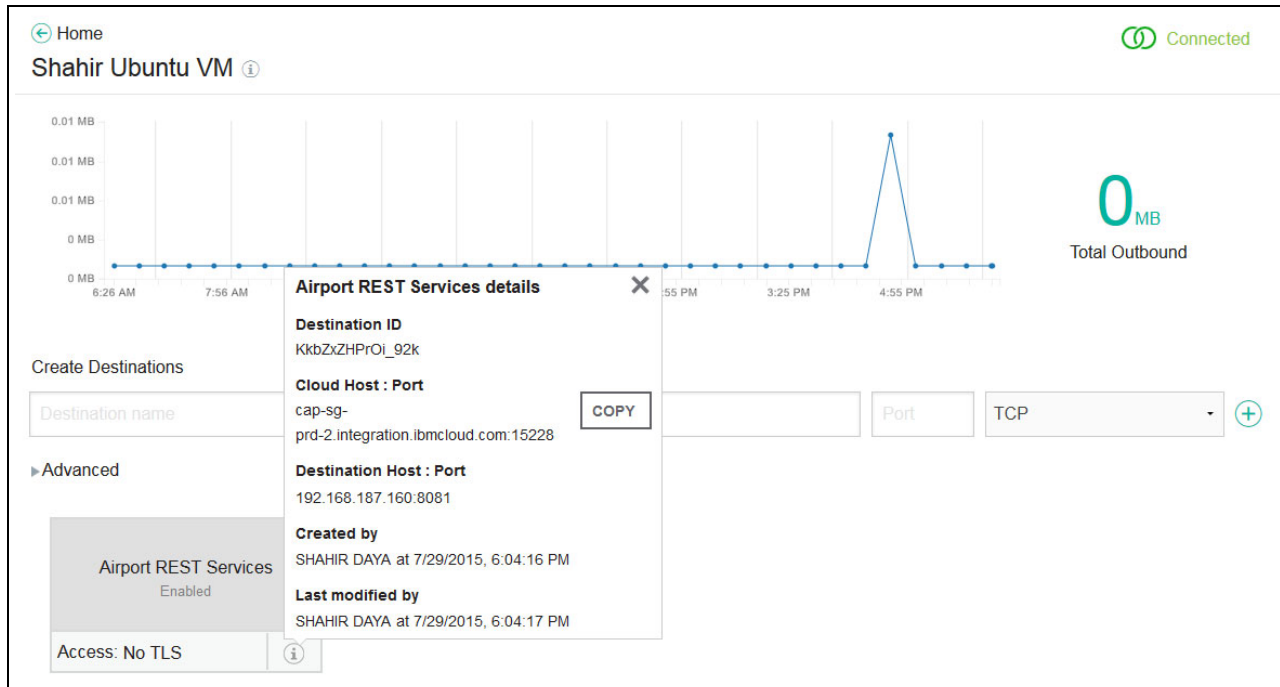 Home
Connected
Shahir Ubuntu VM
0.01 MB
0.01 MB
0.01 MB
0 MB
0 MB
6:26 AM
7:56 AM
:55 PM
3:25 PM
4:55 PM
0 MB
Total Outbound
Airport REST Services details
Destination ID
KkbZxZHPrOi_92k
Cloud Host : Port
cap-sg-
prd-2.integration.ibmcloud.com:15228
COPY
Destination Host : Port
192.168.187.160:8081
Created by
SHAHIR DAYA at 7/29/2015, 6:04:16 PM
Last modified by
SHAHIR DAYA at 7/29/2015, 6:04:17 PM
Create Destinations
Destination name
Port
TCP
Advanced
Airport REST Services
Enabled
Access: No TLS